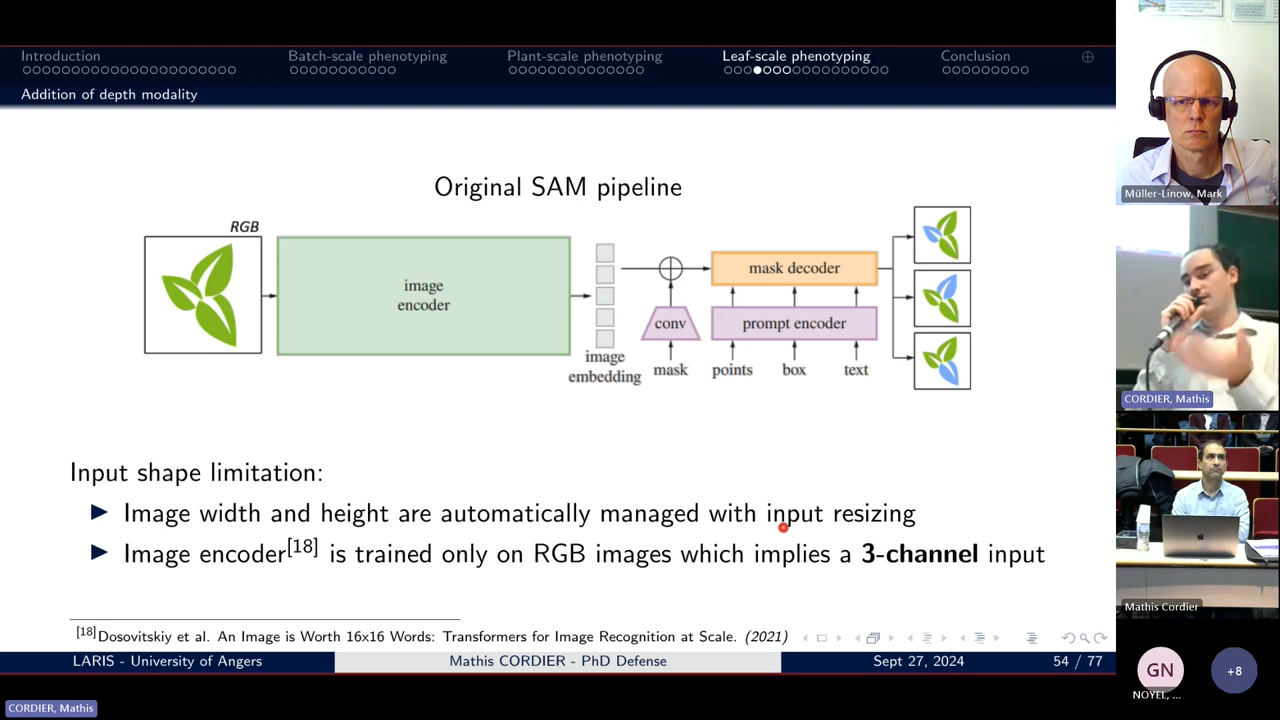 Introduction
Batch-scale phenotyping
Plant-scale phenotyping
Leaf-scale phenotyping
Conclusion
Addition of depth modality
Original SAM pipeline
RGB
image
encoder
image
embedding
conv
mask
mask decoder
prompt encoder
points
box
text
Input shape limitation:
Image width and height are automatically managed with input resizing
Image encoder[18] is trained only on RGB images which implies a 3-channel input
[18]Dosovitskiy et al. An Image is Worth 16x16 Words: Transformers for Image Recognition at Scale. (2021)
LARIS - University of Angers
Mathis CORDIER - PhD Defense
Sept 27, 2024
54 / 77
CORDIER, Mathis
Müller-Linow, Mark
CORDIER, Mathis
Mathis Cordier
GN
NOYEL, ...
+8